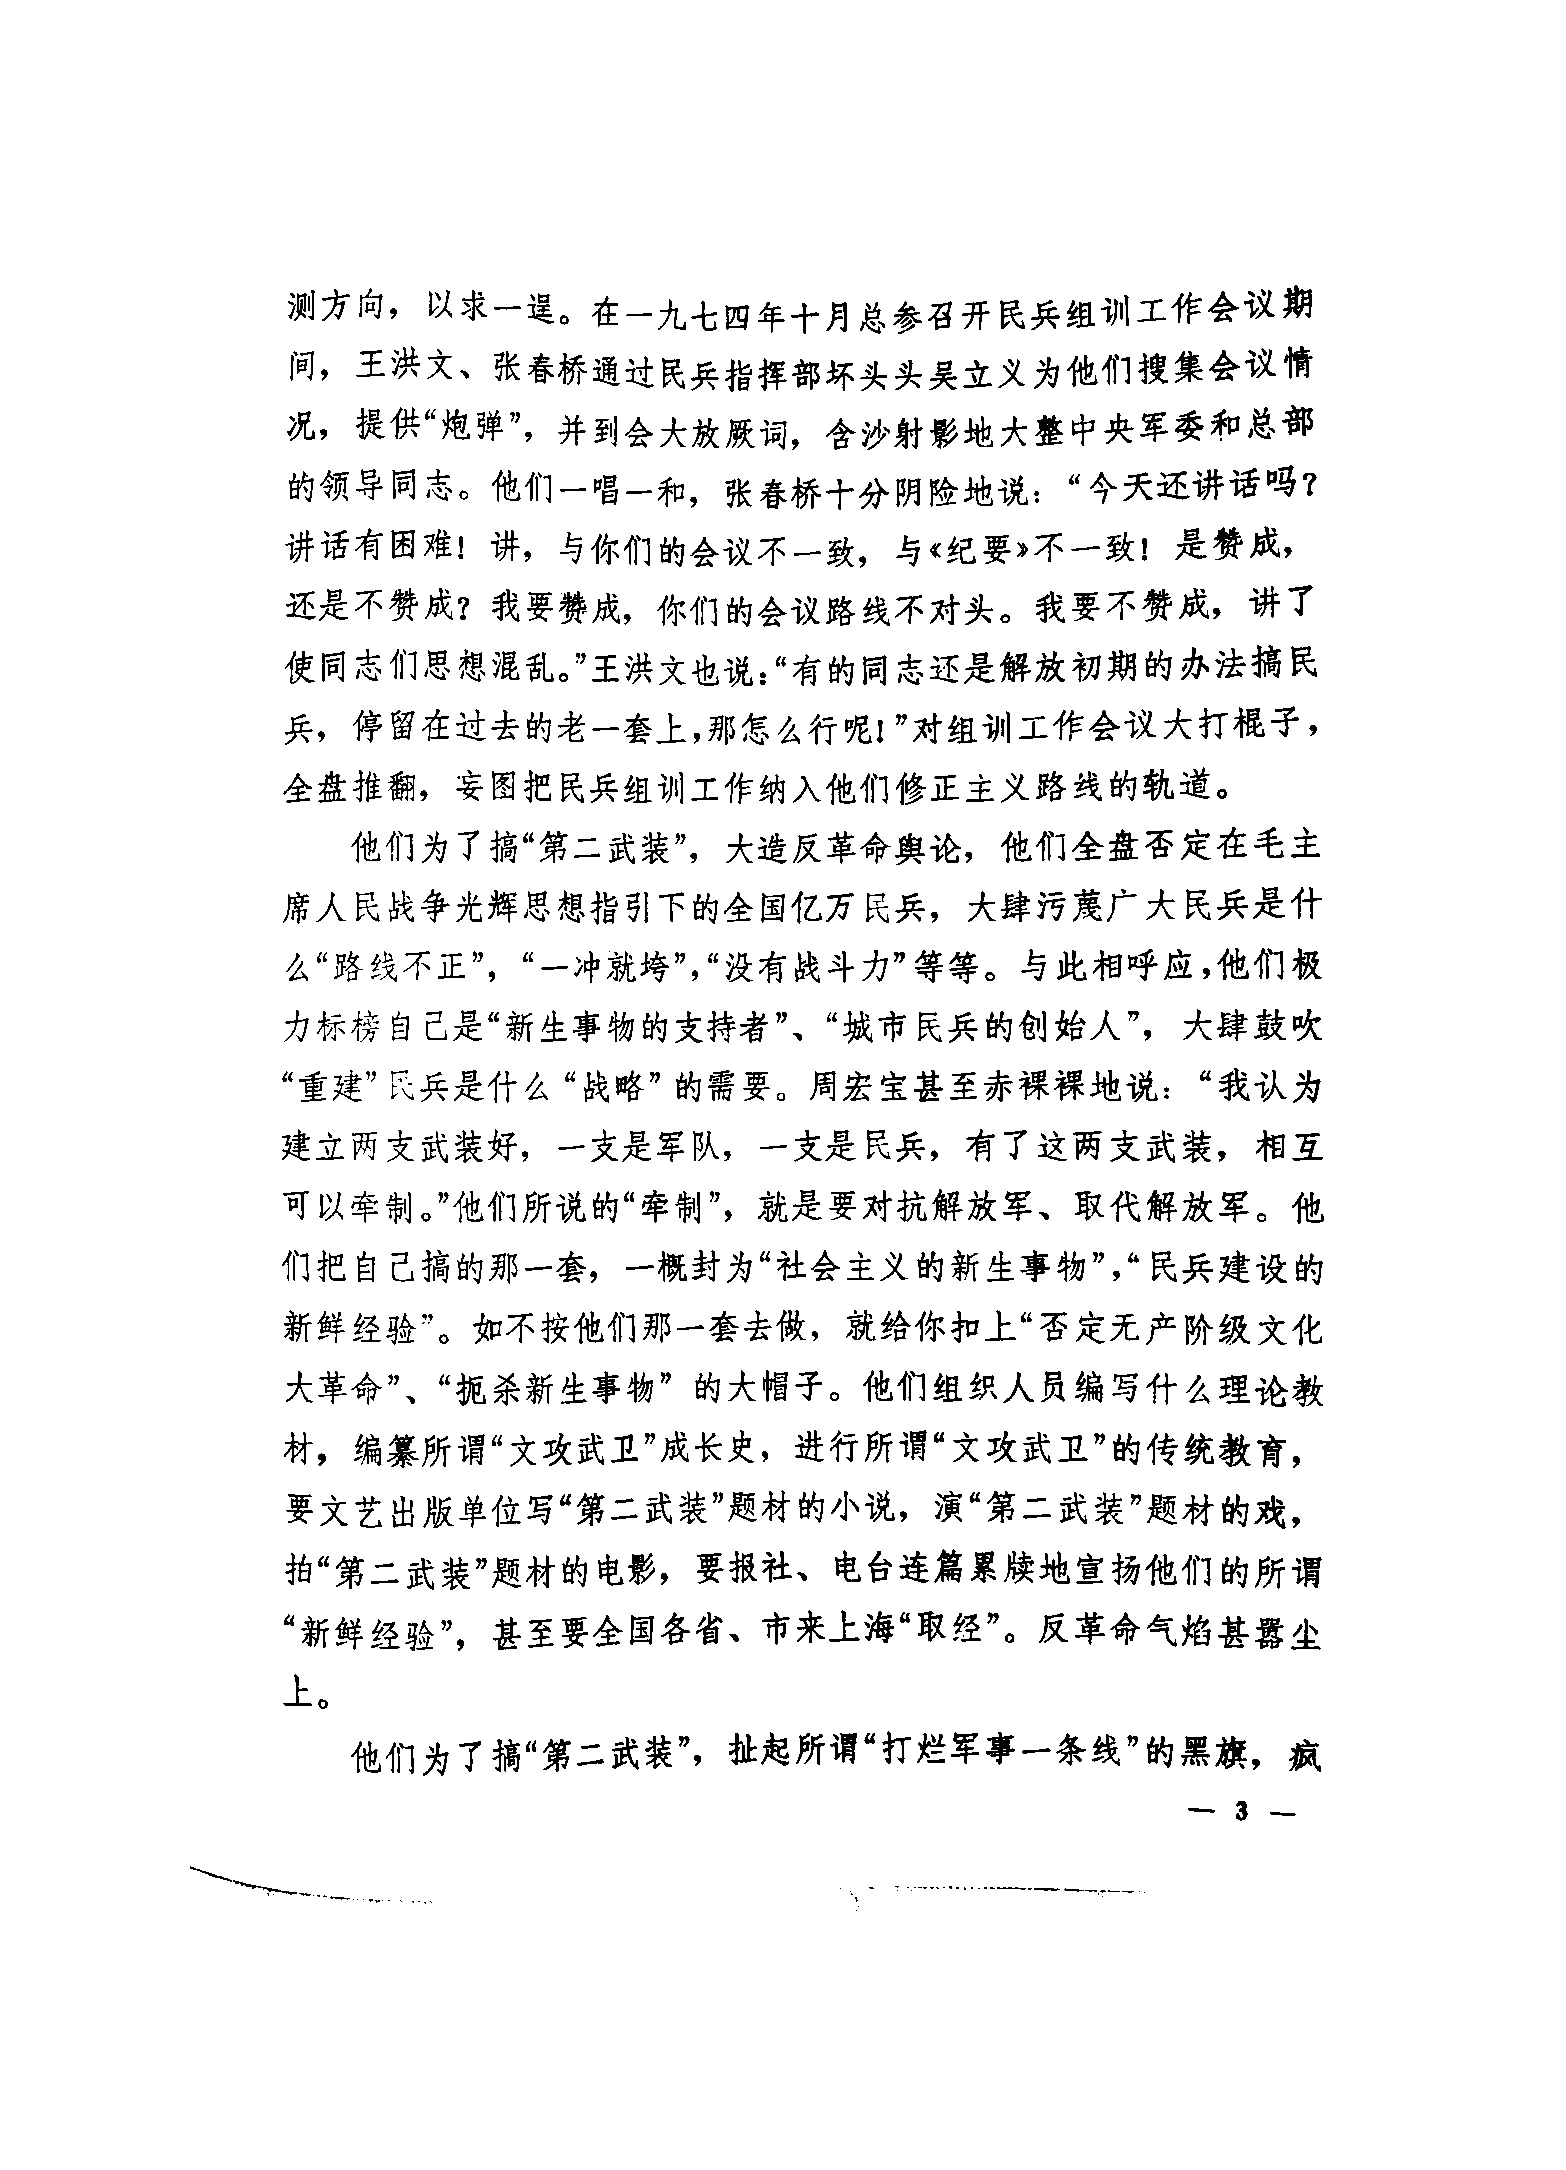 测方向，以求一逞。在一九七四年十月总参召开民兵组训工作会议期
间，王洪文、张春桥通过民兵指挥部坏头头吴立义为他们搜集会议情
况，提供“炮弹”，并到会大放厥词，含沙射影地大整中央军委和总部
的领导同志。他们一唱一和，张春桥十分阴险地说：“今天还讲话吗？
讲话有困难！讲，与你们的会议不一致，与《纪要》不一致！是赞成，
还是不赞成？我要赞成，你们的会议路线不对头。我要不赞成，讲了
使同志们思想混乱。”王洪文也说：“有的同志还是解放初期的办法搞民
兵，停留在过去的老一套上，那怎么行呢！”对组训工作会议大打棍子，
全盘推翻，妄图把民兵组训工作纳入他们修正主义路线的轨道。
他们为了搞“第二武装”，大造反革命舆论，他们全盘否定在毛主
席人民战争光辉思想指引下的全国亿万民兵，大肆污蔑广大民兵是什
么“路线不正”，“一冲就垮”，“没有战斗力”等等。与此相呼应，他们极
力标榜自己是“新生事物的支持者”、“城市民兵的创始人”，大肆鼓吹
“重建”民兵是什么“战略”的需要。周宏宝甚至赤裸裸地说：“我认为
建立两支武装好，一支是军队，一支是民兵，有了这两支武装，相互
可以牵制。”他们所说的“牵制”，就是要对抗解放军、取代解放军。他
们把自己搞的那一套，一概封为“社会主义的新生事物”，“民兵建设的
新鲜经验”。如不按他们那一套去做，就给你扣上“否定无产阶级文化
大革命”、“扼杀新生事物”的大帽子。他们组织人员编写什么理论教
材，编纂所谓“文攻武卫”成长史，进行所谓“文攻武卫”的传统教育，
要文艺出版单位写“第二武装”题材的小说，演“第二武装”题材的戏，
拍“第二武装”题材的电影，要报社、电台连篇累牍地宣扬他们的所谓
“新鲜经验”，甚至要全国各省、市来上海“取经”。反革命气焰甚嚣尘
上。
他们为了搞“第二武装”，扯起所谓“打烂军事一条线”的黑旗，疯
— 3 —